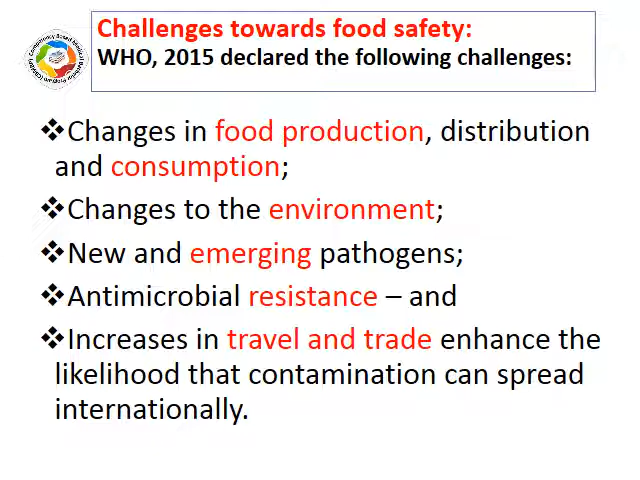 Challenges towards food safety:
WHO, 2015 declared the following challenges:
❖Changes in food production, distribution
and consumption;
❖Changes to the environment;
❖New and emerging pathogens;
❖Antimicrobial resistance – and
❖Increases in travel and trade enhance the
likelihood that contamination can spread
internationally.